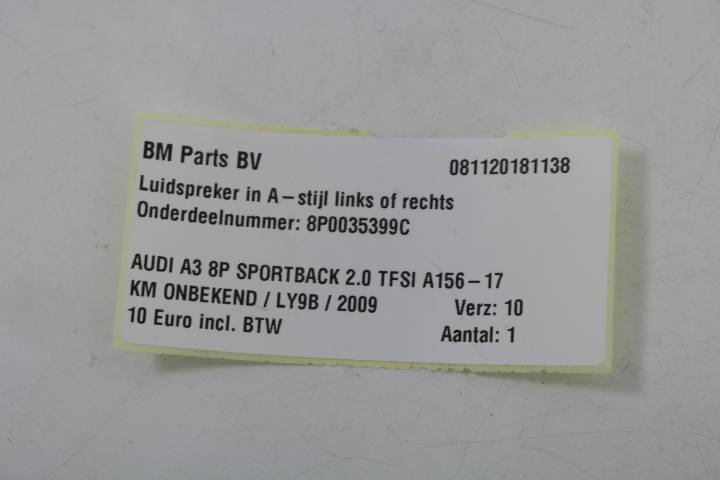 BM Parts BV 081120181138
Luidspreker in A-stijl links of rechts
Onderdeelnummer: 8P0035399C
AUDI A3 8P SPORTBACK 2.0 TFSI A156-17
KM ONBEKEND / LY9B / 2009 Verz: 10
10 Euro incl. BTW Aantal: 1